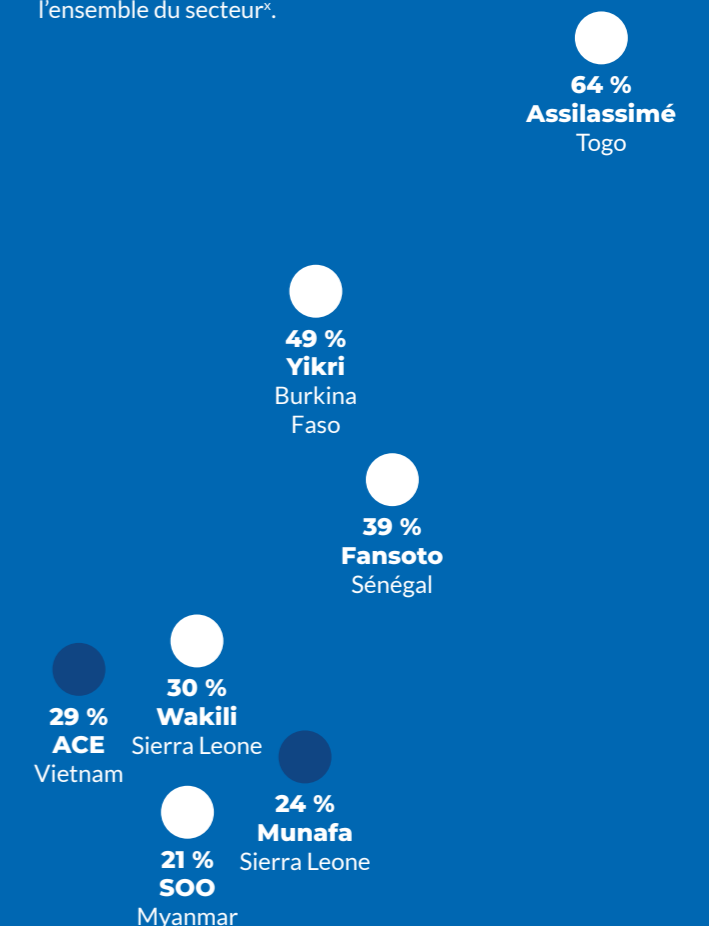 l'ensemble du secteurˣ.
64 %
Assilassimé
Togo
49 %
Yikri
Burkina
Faso
39 %
Fansoto
Sénégal
30 %
Wakili
Sierra Leone
29 %
ACE
Vietnam
24 %
Munafa
Sierra Leone
21 %
SOO
Myanmar